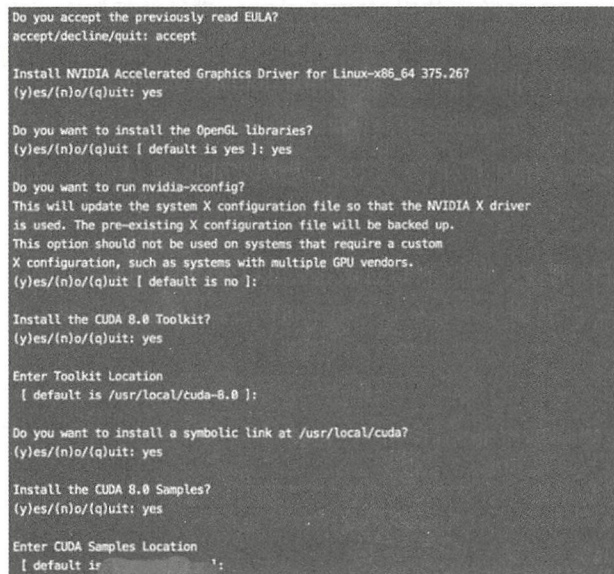 Do you accept the previously read EULA?
accept/decline/quit: accept
Install NVIDIA Accelerated Graphics Driver for Linux-x86_64 375.26?
(y)es/(n)o/(q)uit: yes
Do you want to install the OpenGL libraries?
(y)es/(n)o/(q)uit [ default is yes ]: yes
Do you want to run nvidia-xconfig?
This will update the system X configuration file so that the NVIDIA X driver
is used. The pre-existing X configuration file will be backed up.
This option should not be used on systems that require a custom
X configuration, such as systems with multiple GPU vendors.
(y)es/(n)o/(q)uit [ default is no ]:
Install the CUDA 8.0 Toolkit?
(y)es/(n)o/(q)uit: yes
Enter Toolkit Location
[ default is /usr/local/cuda-8.0 ]:
Do you want to install a symbolic link at /usr/local/cuda?
(y)es/(n)o/(q)uit: yes
Install the CUDA 8.0 Samples?
(y)es/(n)o/(q)uit: yes
Enter CUDA Samples Location
[ default is ]: